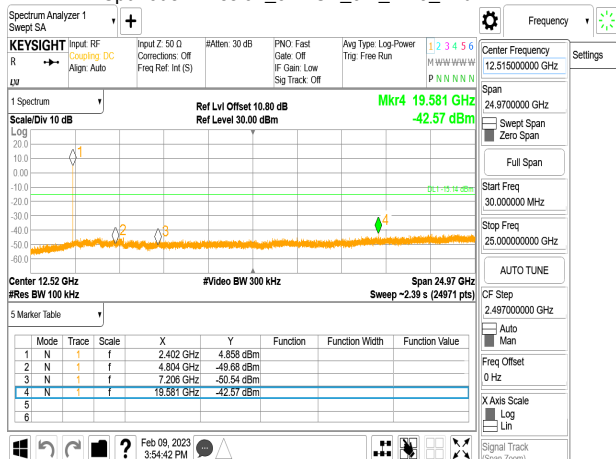 Spectrum Analyzer 1
Swept SA
Frequency
KEYSIGHT
R
LXI
Input: RF
Coupling: DC
Align: Auto
Input Z: 50 Ω
Corrections: Off
Freq Ref: Int (S)
#Atten: 30 dB
PNO: Fast
Gate: Off
IF Gain: Low
Sig Track: Off
Avg Type: Log-Power
Trig: Free Run
1 2 3 4 5 6
M W W W W W
P N N N N N
Center Frequency
12.515000000 GHz
Settings
1 Spectrum
Scale/Div 10 dB
Ref Lvl Offset 10.80 dB
Ref Level 30.00 dBm
Mkr4 19.581 GHz
-42.57 dBm
Span
24.9700000 GHz
Swept Span
Zero Span
Full Span
Start Freq
30.000000 MHz
Stop Freq
25.000000000 GHz
AUTO TUNE
CF Step
2.497000000 GHz
Auto
Man
Freq Offset
0 Hz
X Axis Scale
Log
Lin
Signal Track
(Span Zoom)
Log
20.0
10.0
0.00
-10.0
-20.0
-30.0
-40.0
-50.0
-60.0
1
2
3
4
DL1 -15.14 dBm
Center 12.52 GHz
#Res BW 100 kHz
#Video BW 300 kHz
Span 24.97 GHz
Sweep ~2.39 s (24971 pts)
5 Marker Table
Mode Trace Scale X Y Function Function Width Function Value
1 N 1 f 2.402 GHz 4.858 dBm
2 N 1 f 4.804 GHz -49.68 dBm
3 N 1 f 7.206 GHz -50.54 dBm
4 N 1 f 19.581 GHz -42.57 dBm
5
6
?
Feb 09, 2023
3:54:42 PM